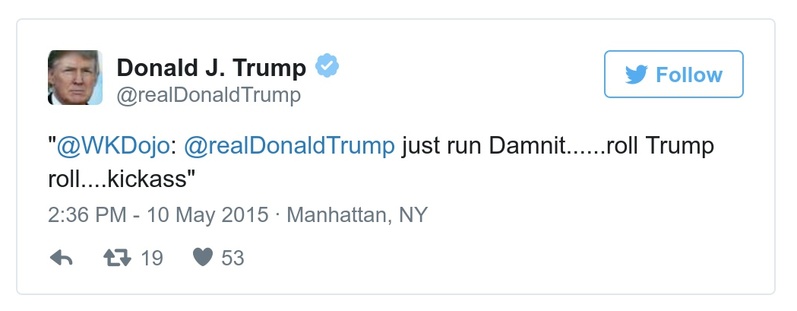 Donald J. Trump
@realDonaldTrump
Follow
"@WKDojo: @realDonaldTrump just run Damnit......roll Trump
roll....kickass"
2:36 PM - 10 May 2015 · Manhattan, NY
19 53